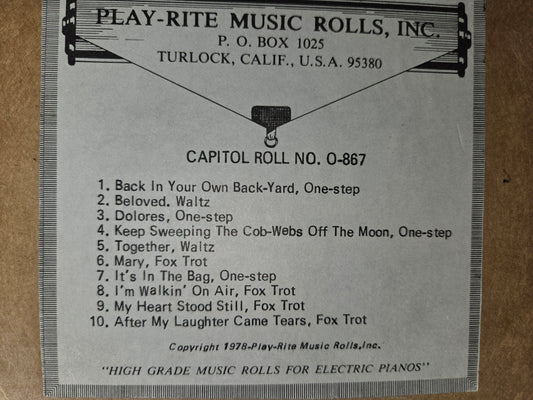 PLAY-RITE MUSIC ROLLS, INC.
P. O. BOX 1025
TURLOCK, CALIF., U.S.A. 95380
CAPITOL ROLL NO. O-867
1. Back In Your Own Back-Yard, One-step
2. Beloved. Waltz
3. Dolores, One-step
4. Keep Sweeping The Cob-Webs Off The Moon, One-step
5. Together, Waltz
6. Mary, Fox Trot
7. It's In The Bag, One-step
8. I'm Walkin' On Air, Fox Trot
9. My Heart Stood Still, Fox Trot
10. After My Laughter Came Tears, Fox Trot
Copyright 1978-Play-Rite Music Rolls,Inc.
"HIGH GRADE MUSIC ROLLS FOR ELECTRIC PIANOS"